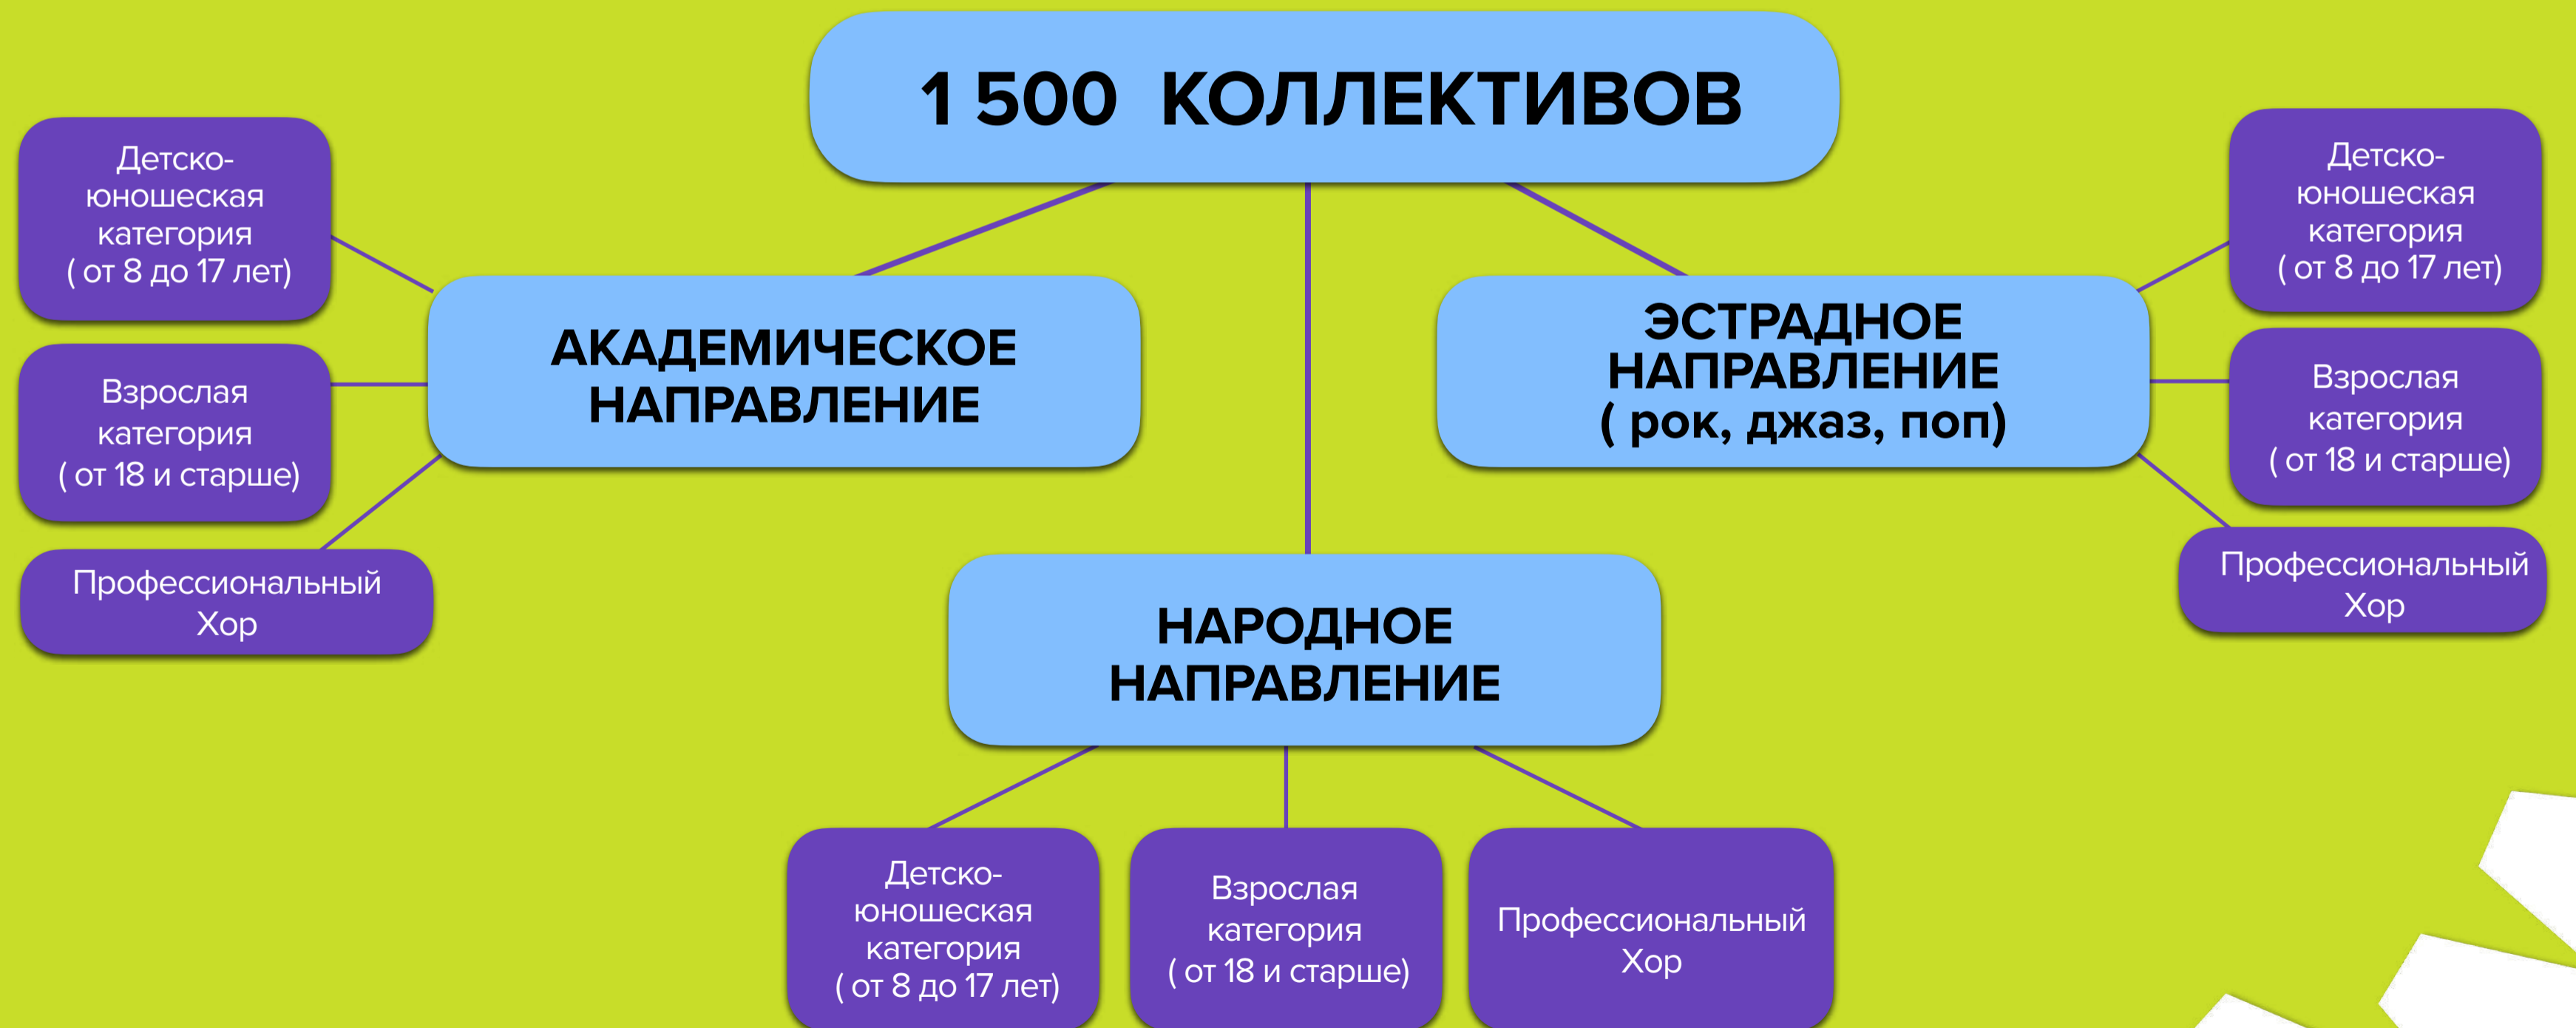 1 500 КОЛЛЕКТИВОВ
Детско-
юношеская
категория
( от 8 до 17 лет)
Взрослая
категория
( от 18 и старше)
Профессиональный
Хор
АКАДЕМИЧЕСКОЕ
НАПРАВЛЕНИЕ
ЭСТРАДНОЕ
НАПРАВЛЕНИЕ
( рок, джаз, поп)
Детско-
юношеская
категория
( от 8 до 17 лет)
Взрослая
категория
( от 18 и старше)
Профессиональный
Хор
НАРОДНОЕ
НАПРАВЛЕНИЕ
Детско-
юношеская
категория
( от 8 до 17 лет)
Взрослая
категория
( от 18 и старше)
Профессиональный
Хор